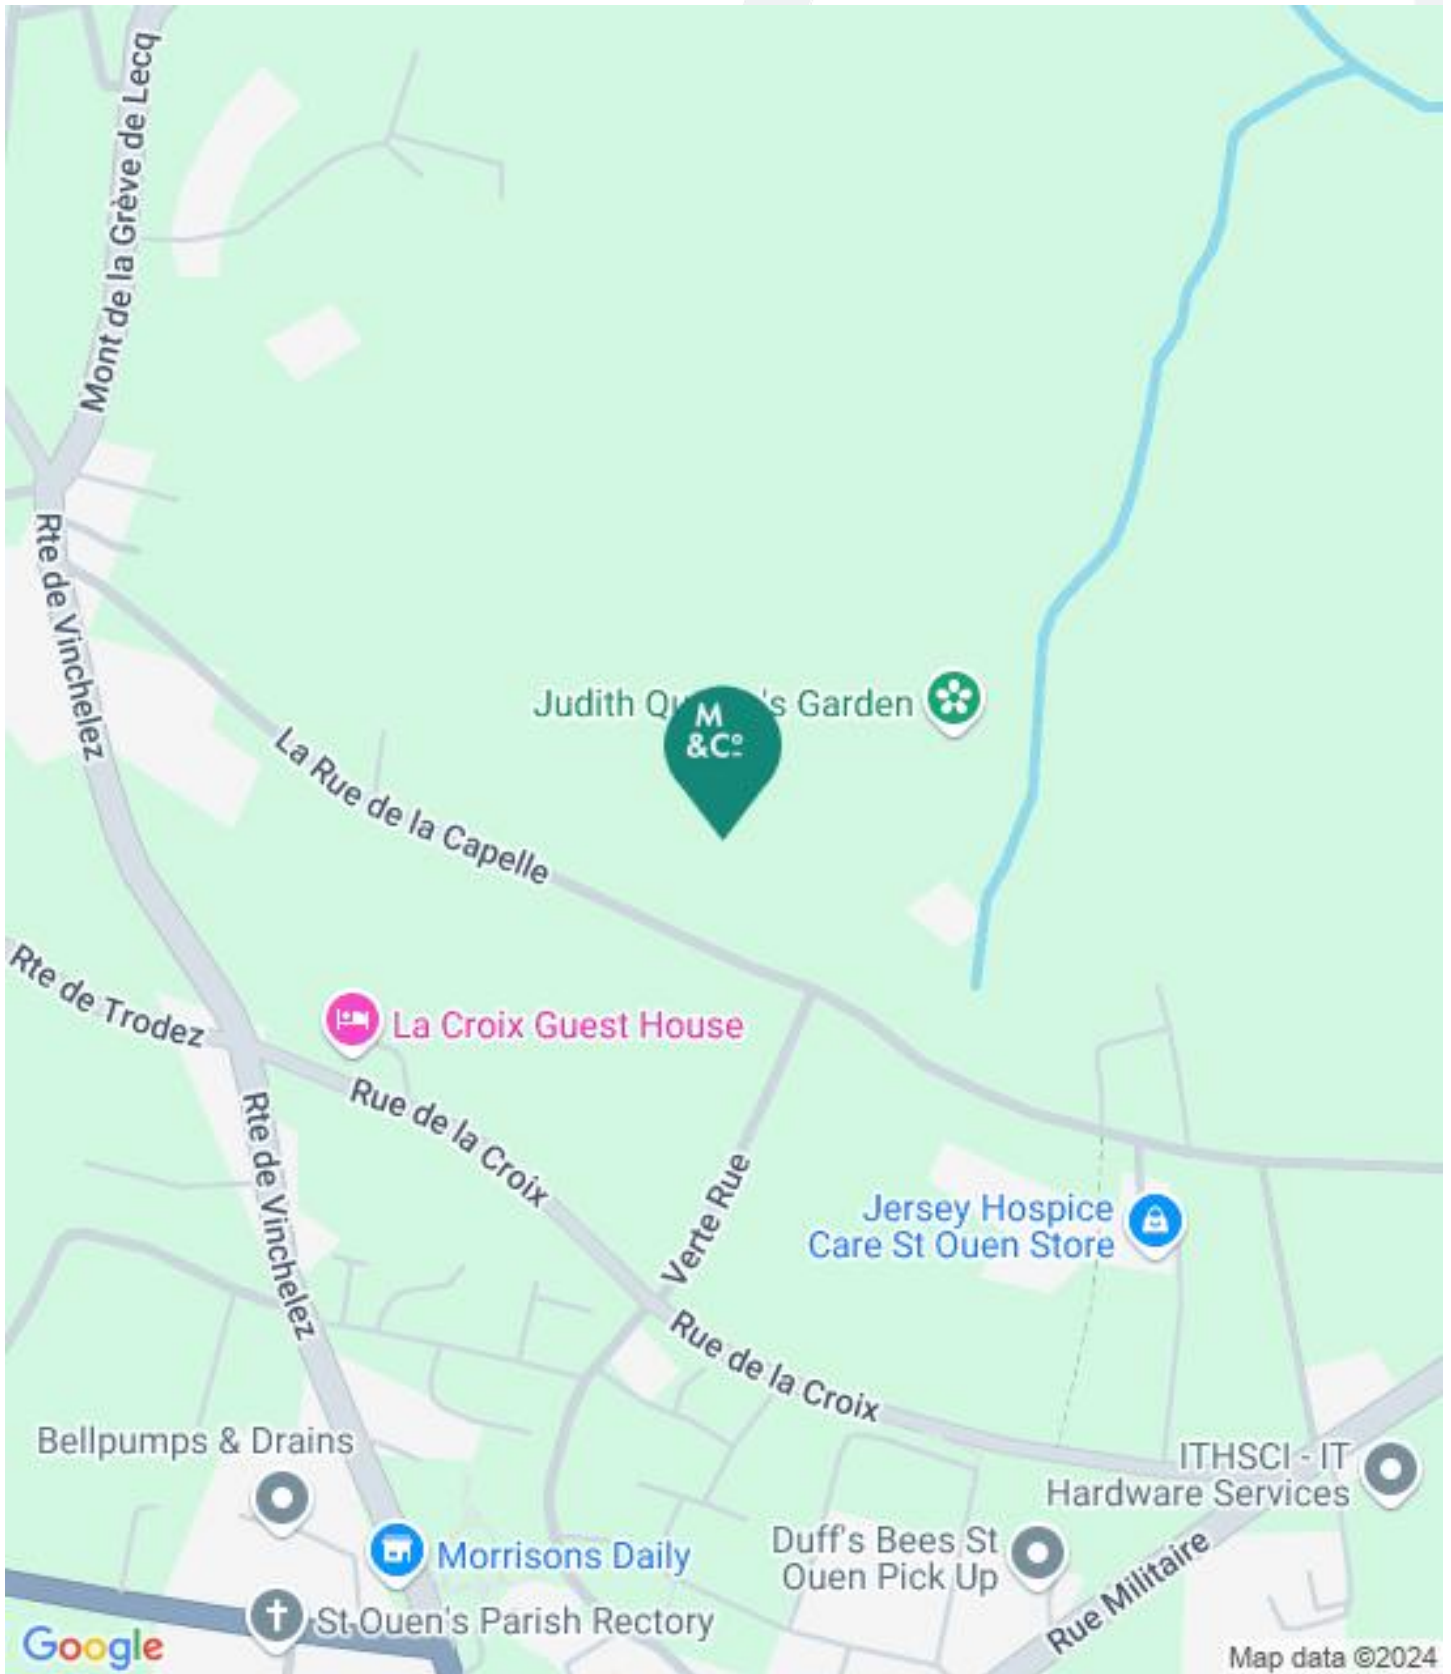 Mont de la Grève de Lecq
Rte de Vinchelez
Judith Qu
's Garden
M
&Cº
La Rue de la Capelle
Rte de Trodez
La Croix Guest House
Rue de la Croix
Rte de Vinchelez
Verte Rue
Jersey Hospice
Care St Ouen Store
Rue de la Croix
Bellpumps & Drains
ITHSCI - IT
Hardware Services
Duff's Bees St
Ouen Pick Up
Morrisons Daily
Rue Militaire
St Ouen's Parish Rectory
Google
Map data ©2024